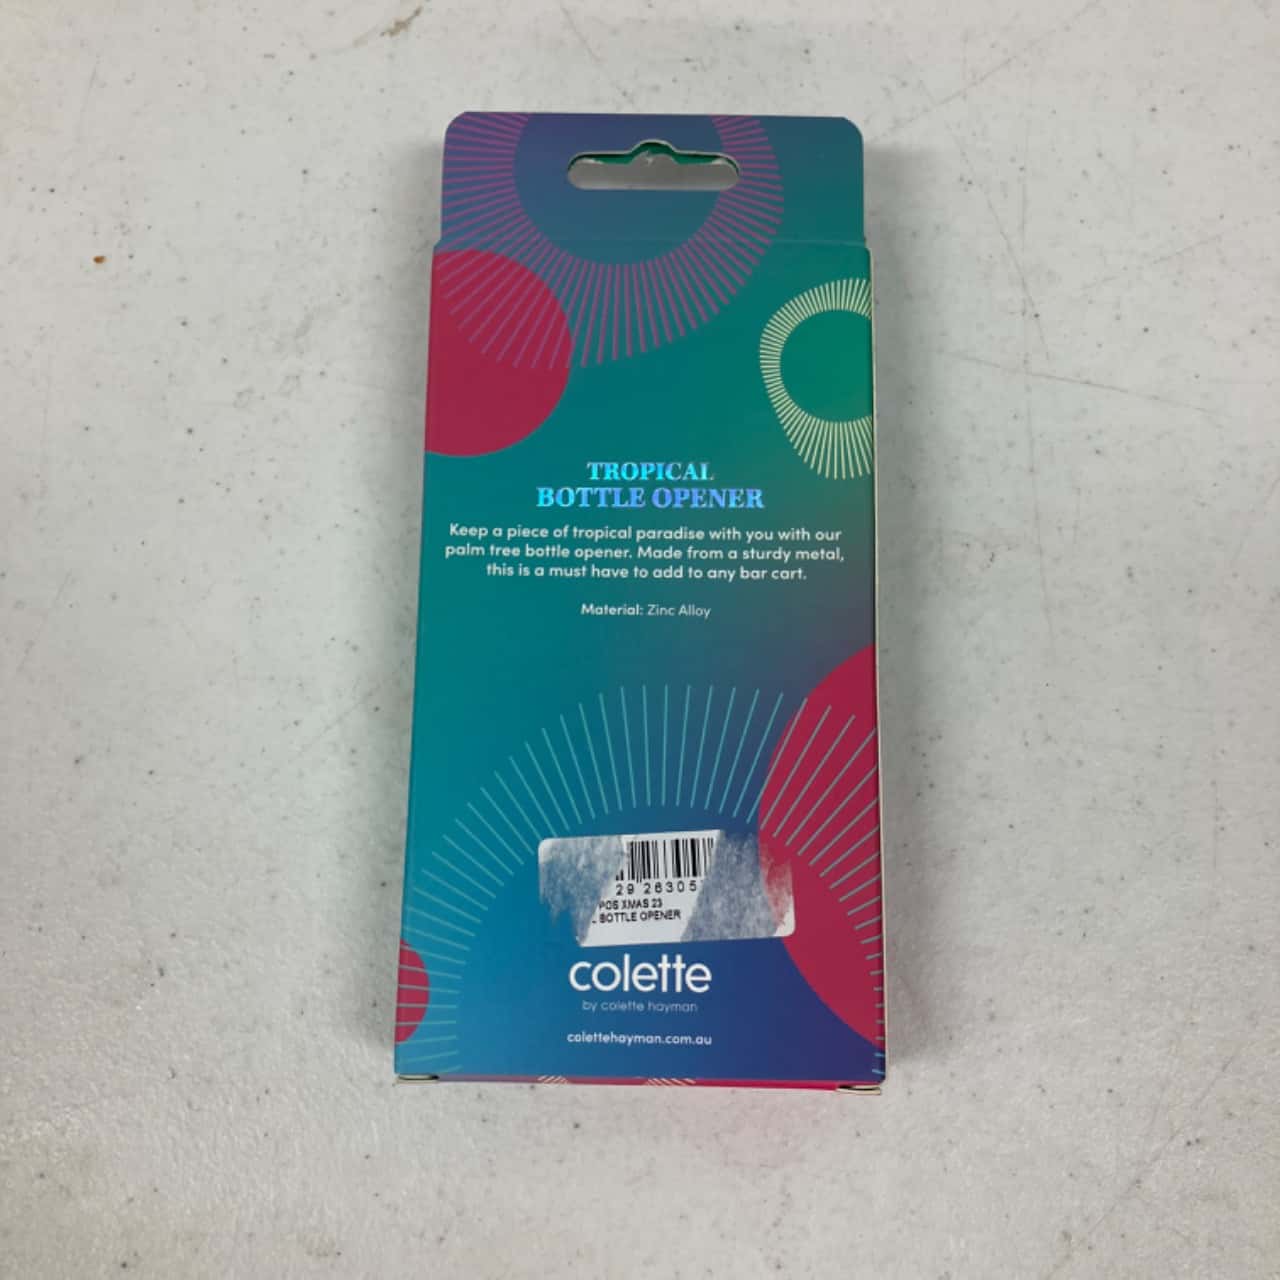 TROPICAL
BOTTLE OPENER
Keep a piece of tropical paradise with you with our
palm tree bottle opener. Made from a sturdy metal,
this is a must have to add to any bar cart.
Material: Zinc Alloy
29 26305
POS XMAS 23
BOTTLE OPENER
colette
by colette hayman
colettehayman.com.au